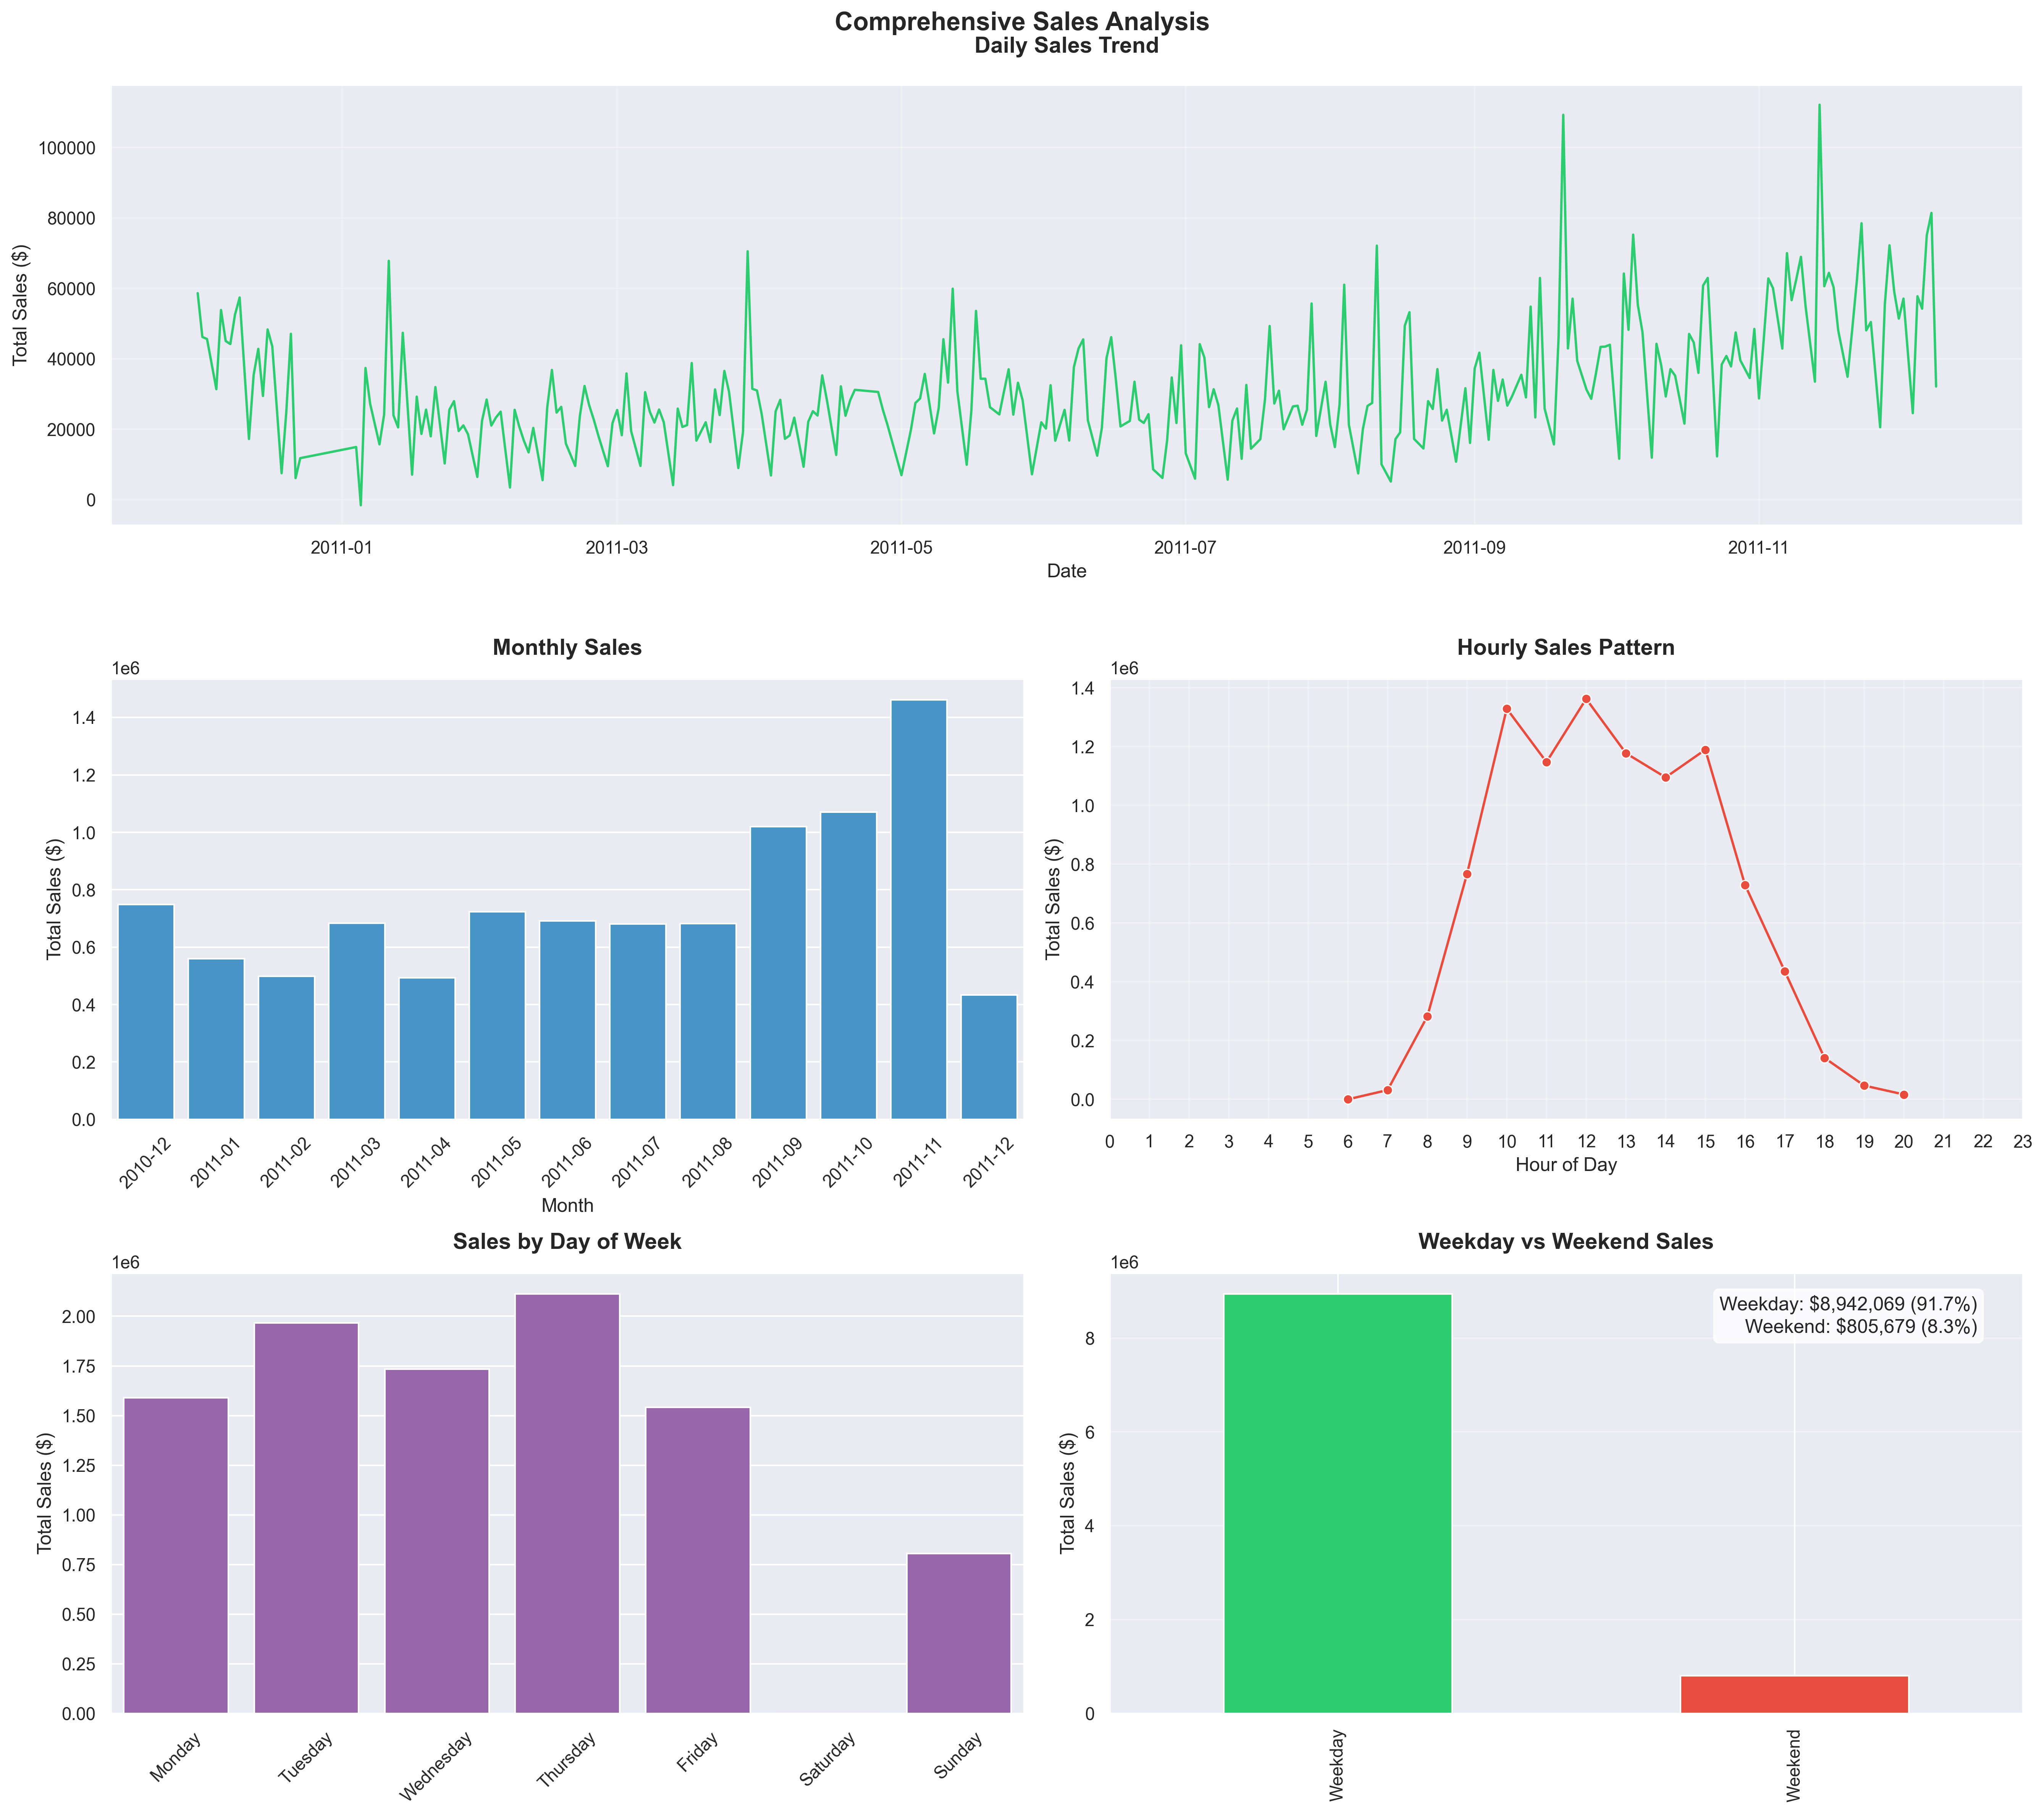 Comprehensive Sales Analysis
Daily Sales Trend
Total Sales ($)
100000
80000
60000
40000
20000
0
2011-01 2011-03 2011-05 2011-07 2011-09 2011-11
Date
Monthly Sales
1e6
Total Sales ($)
1.4
1.2
1.0
0.8
0.6
0.4
0.2
0.0
2010-12 2011-01 2011-02 2011-03 2011-04 2011-05 2011-06 2011-07 2011-08 2011-09 2011-10 2011-11 2011-12
Month
Hourly Sales Pattern
1e6
Total Sales ($)
1.4
1.2
1.0
0.8
0.6
0.4
0.2
0.0
0 1 2 3 4 5 6 7 8 9 10 11 12 13 14 15 16 17 18 19 20 21 22 23
Hour of Day
Sales by Day of Week
1e6
Total Sales ($)
2.00
1.75
1.50
1.25
1.00
0.75
0.50
0.25
0.00
Monday Tuesday Wednesday Thursday Friday Saturday Sunday
Weekday vs Weekend Sales
1e6
Total Sales ($)
8
6
4
2
0
Weekday: $8,942,069 (91.7%)
Weekend: $805,679 (8.3%)
Weekday Weekend